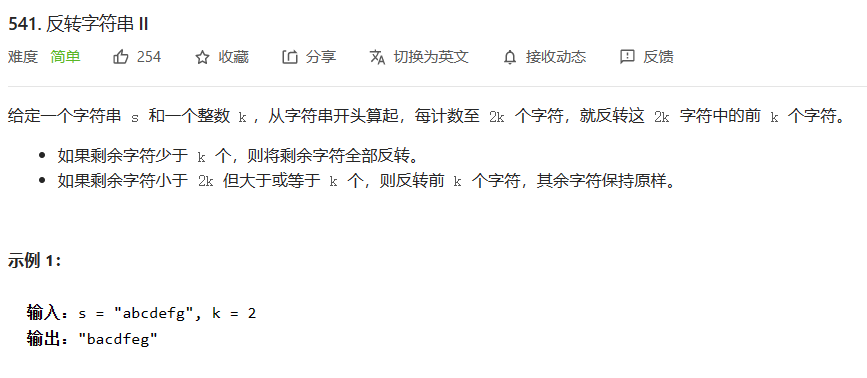 541. 反转字符串 II
难度 简单 254 收藏 分享 切换为英文 接收动态 反馈
给定一个字符串 s 和一个整数 k，从字符串开头算起，每计数至 2k 个字符，就反转这 2k 字符中的前 k 个字符。
• 如果剩余字符少于 k 个，则将剩余字符全部反转。
• 如果剩余字符小于 2k 但大于或等于 k 个，则反转前 k 个字符，其余字符保持原样。
示例 1：
输入：s = "abcdefg", k = 2
输出："bacdfeg"